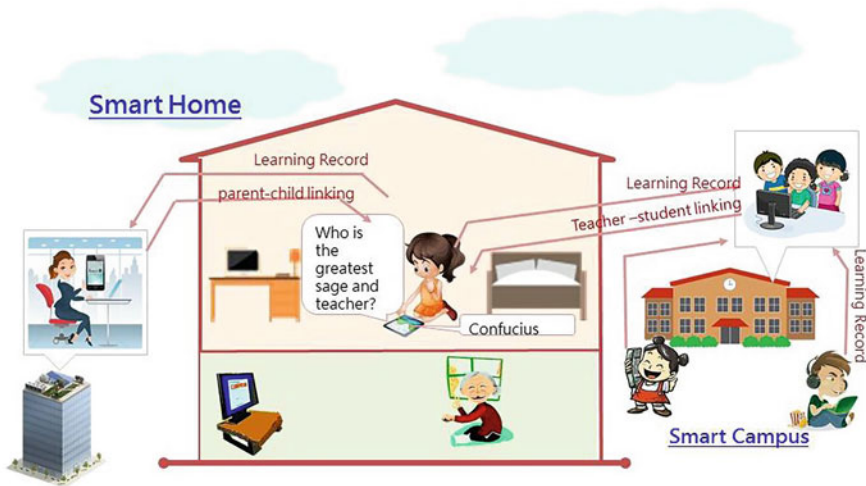 Smart Home
Learning Record
parent-child linking
Learning Record
Teacher –student linking
Who is
the
greatest
sage and
teacher?
Confucius
Learning Record
Smart Campus